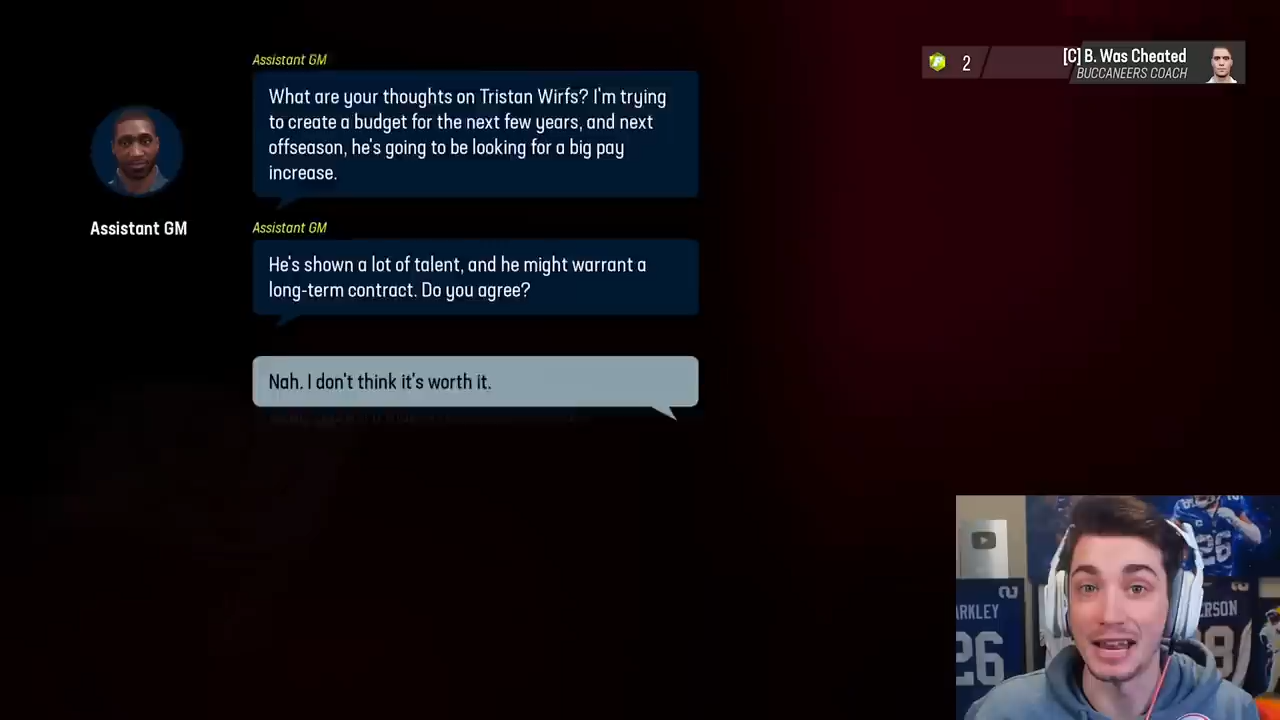 Assistant GM
What are your thoughts on Tristan Wirfs? I'm trying
to create a budget for the next few years, and next
offseason, he's going to be looking for a big pay
increase.
Assistant GM
Assistant GM
He's shown a lot of talent, and he might warrant a
long-term contract. Do you agree?
Nah. I don't think it's worth it.
2
[C] B. Was Cheated
BUCCANEERS COACH
26
ARKLEY
26
ERSON